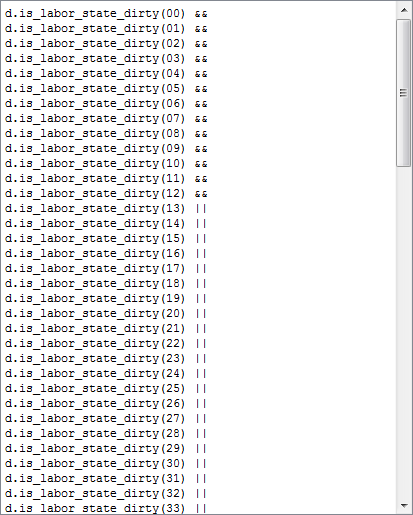 d.is_labor_state_dirty(00) &&
d.is_labor_state_dirty(01) &&
d.is_labor_state_dirty(02) &&
d.is_labor_state_dirty(03) &&
d.is_labor_state_dirty(04) &&
d.is_labor_state_dirty(05) &&
d.is_labor_state_dirty(06) &&
d.is_labor_state_dirty(07) &&
d.is_labor_state_dirty(08) &&
d.is_labor_state_dirty(09) &&
d.is_labor_state_dirty(10) &&
d.is_labor_state_dirty(11) &&
d.is_labor_state_dirty(12) &&
d.is_labor_state_dirty(13) ||
d.is_labor_state_dirty(14) ||
d.is_labor_state_dirty(15) ||
d.is_labor_state_dirty(16) ||
d.is_labor_state_dirty(17) ||
d.is_labor_state_dirty(18) ||
d.is_labor_state_dirty(19) ||
d.is_labor_state_dirty(20) ||
d.is_labor_state_dirty(21) ||
d.is_labor_state_dirty(22) ||
d.is_labor_state_dirty(23) ||
d.is_labor_state_dirty(24) ||
d.is_labor_state_dirty(25) ||
d.is_labor_state_dirty(26) ||
d.is_labor_state_dirty(27) ||
d.is_labor_state_dirty(28) ||
d.is_labor_state_dirty(29) ||
d.is_labor_state_dirty(30) ||
d.is_labor_state_dirty(31) ||
d.is_labor_state_dirty(32) ||
d.is_labor_state_dirty(33) ||